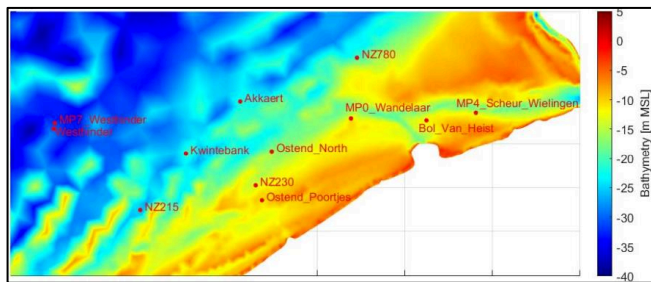 NZ780
Akkaert
MP0_Wandelaar
MP4_Scheur_Wielingen
MP7_Westhinder
Westhinder
Bol_Van_Heist
Kwintebank
Ostend_North
NZ230
Ostend_Poortjes
NZ215
5
0
-5
-10
-15
-20
-25
-30
-35
-40
Bathymetry [m MSL]